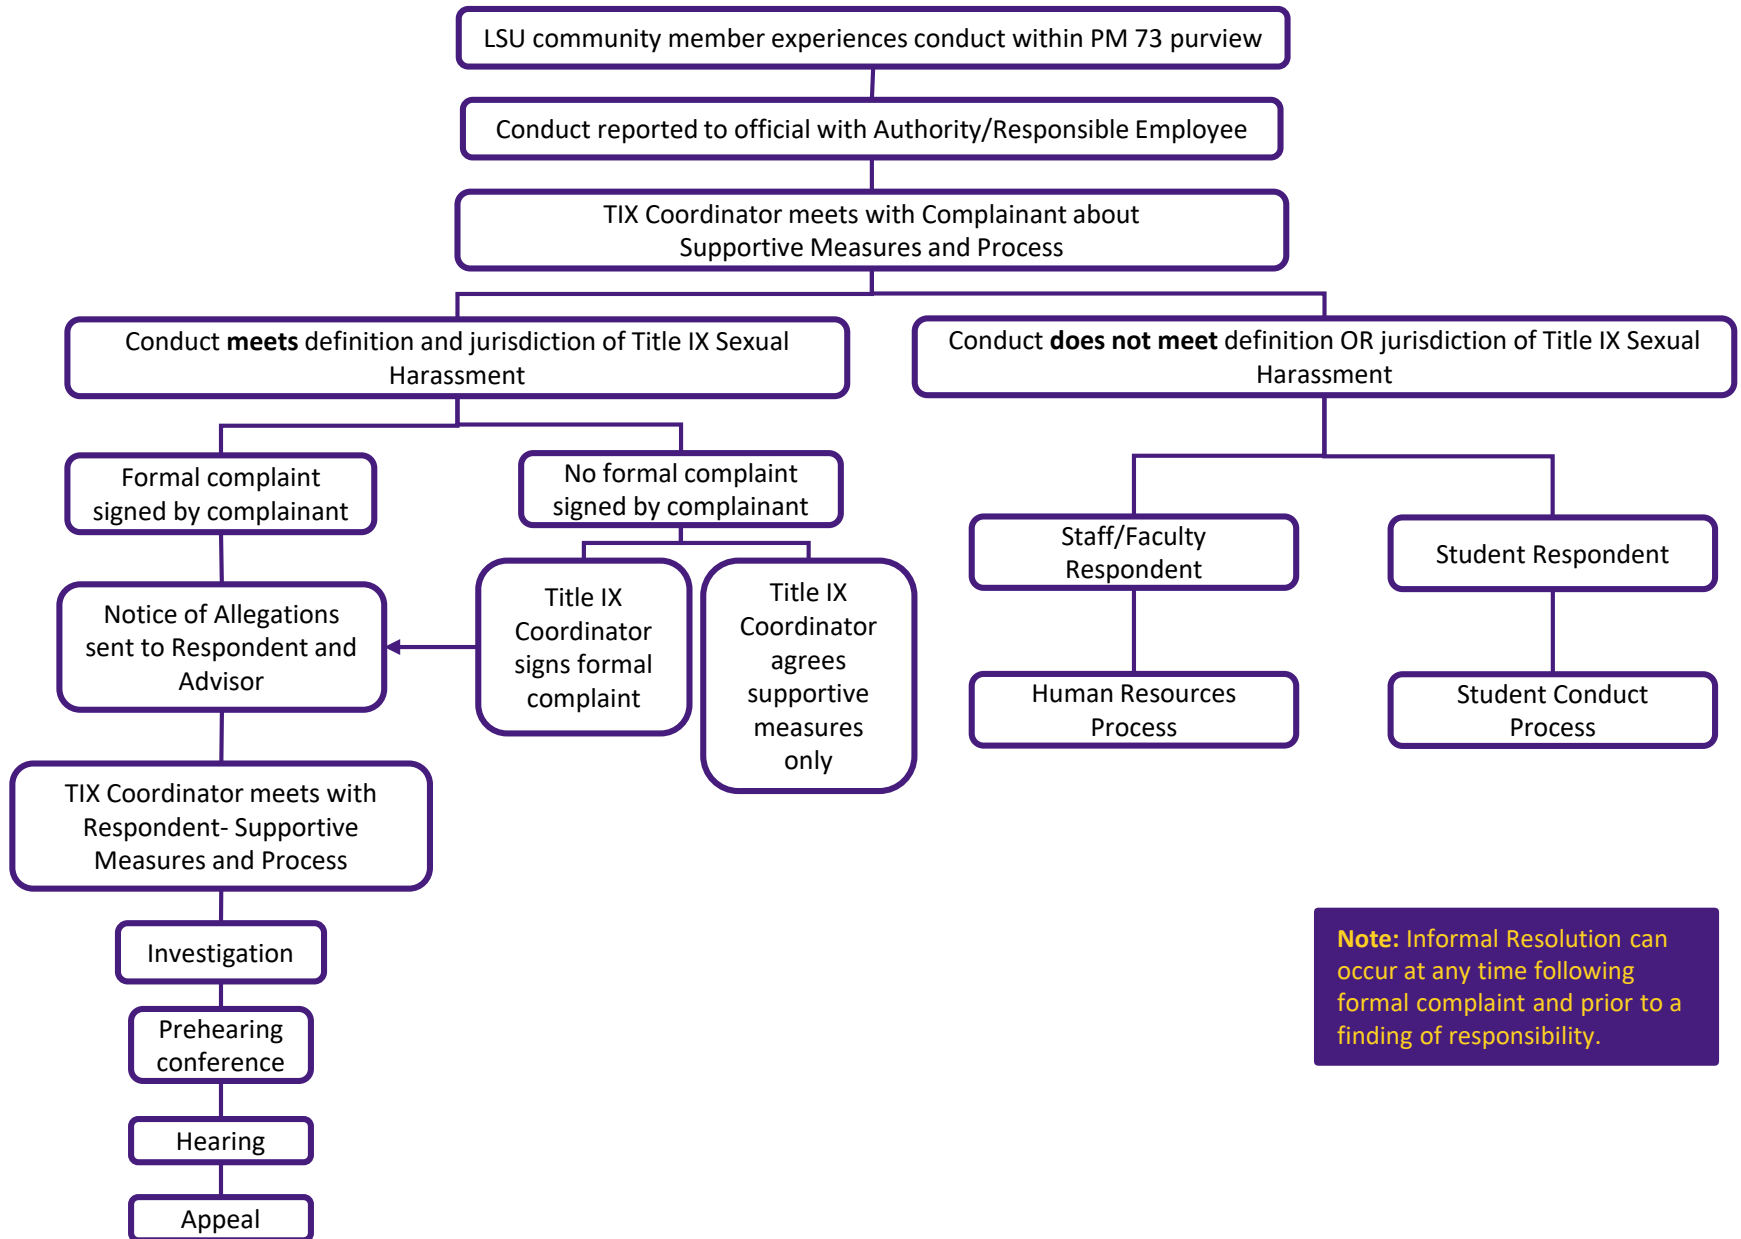 LSU community member experiences conduct within PM 73 purview
Conduct reported to official with Authority/Responsible Employee
TIX Coordinator meets with Complainant about
Supportive Measures and Process
Conduct meets definition and jurisdiction of Title IX Sexual
Harassment
Conduct does not meet definition OR jurisdiction of Title IX Sexual
Harassment
Formal complaint
signed by complainant
No formal complaint
signed by complainant
Staff/Faculty
Respondent
Student Respondent
Notice of Allegations
sent to Respondent and
Advisor
Title IX
Coordinator
signs formal
complaint
Title IX
Coordinator
agrees
supportive
measures
only
Human Resources
Process
Student Conduct
Process
TIX Coordinator meets with
Respondent- Supportive
Measures and Process
Investigation
Prehearing
conference
Hearing
Appeal
Note: Informal Resolution can
occur at any time following
formal complaint and prior to a
finding of responsibility.